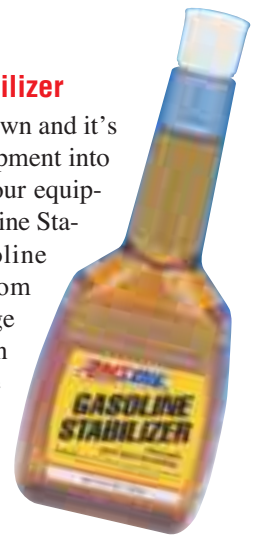 ilizer
wn and it's
pment into
our equip-
ine Sta-
oline
om
ge
n
AMSOIL
GASOLINE
STABILIZER